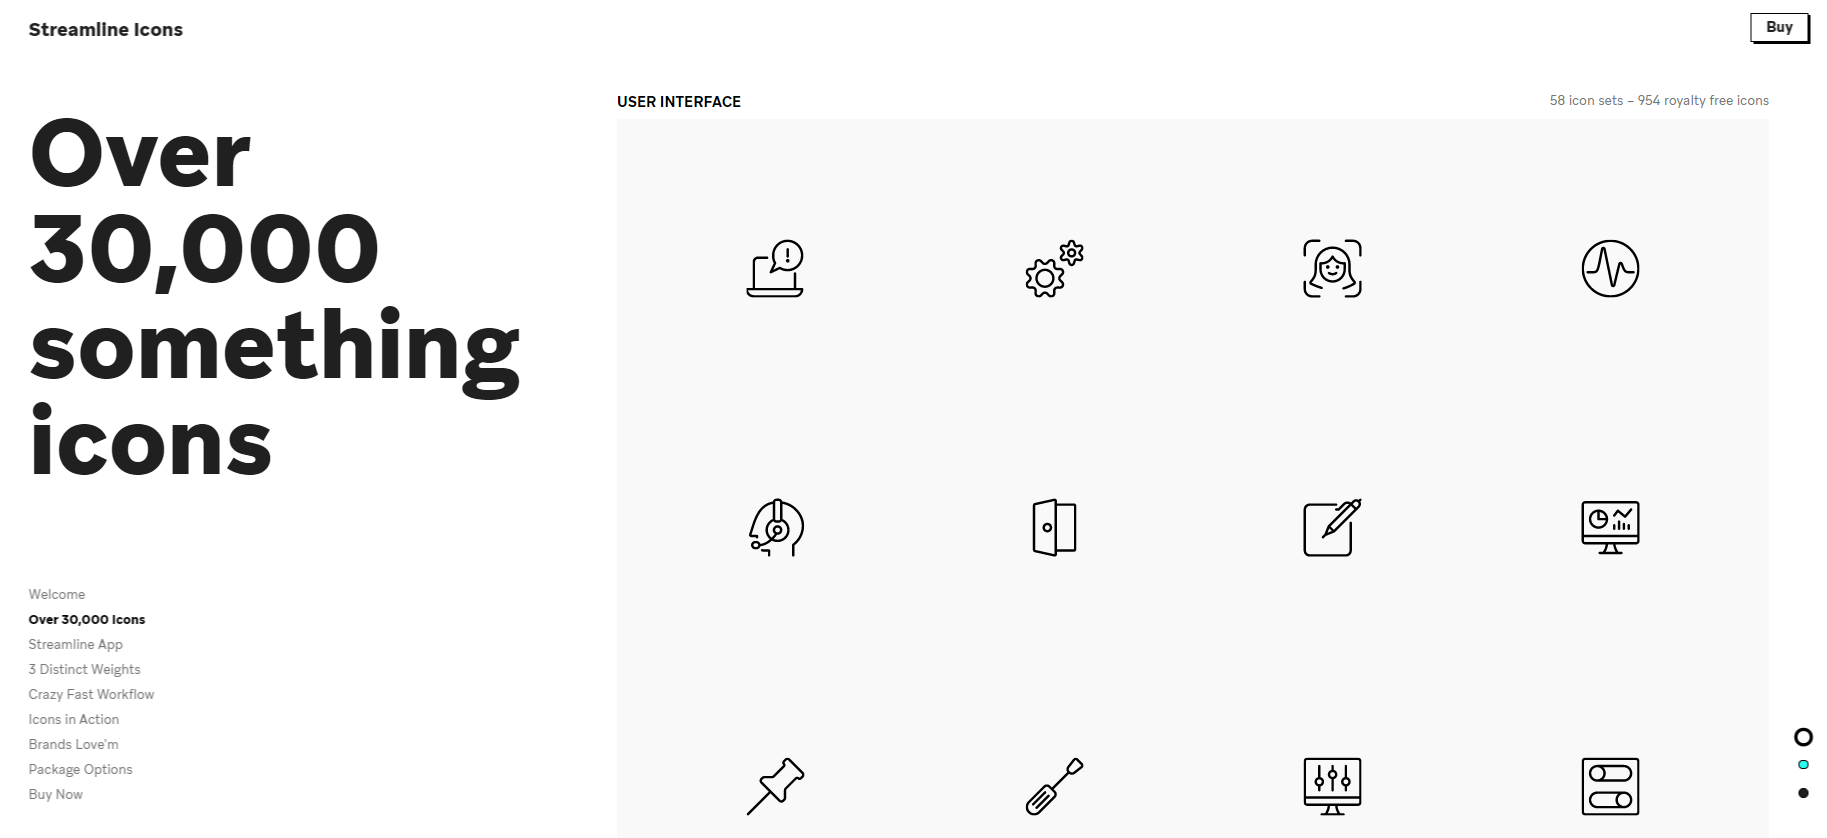 Streamline Icons
Buy
Over
30,000
something
icons
Welcome
Over 30,000 Icons
Streamline App
3 Distinct Weights
Crazy Fast Workflow
Icons in Action
Brands Love'm
Package Options
Buy Now
USER INTERFACE
58 icon sets – 954 royalty free icons